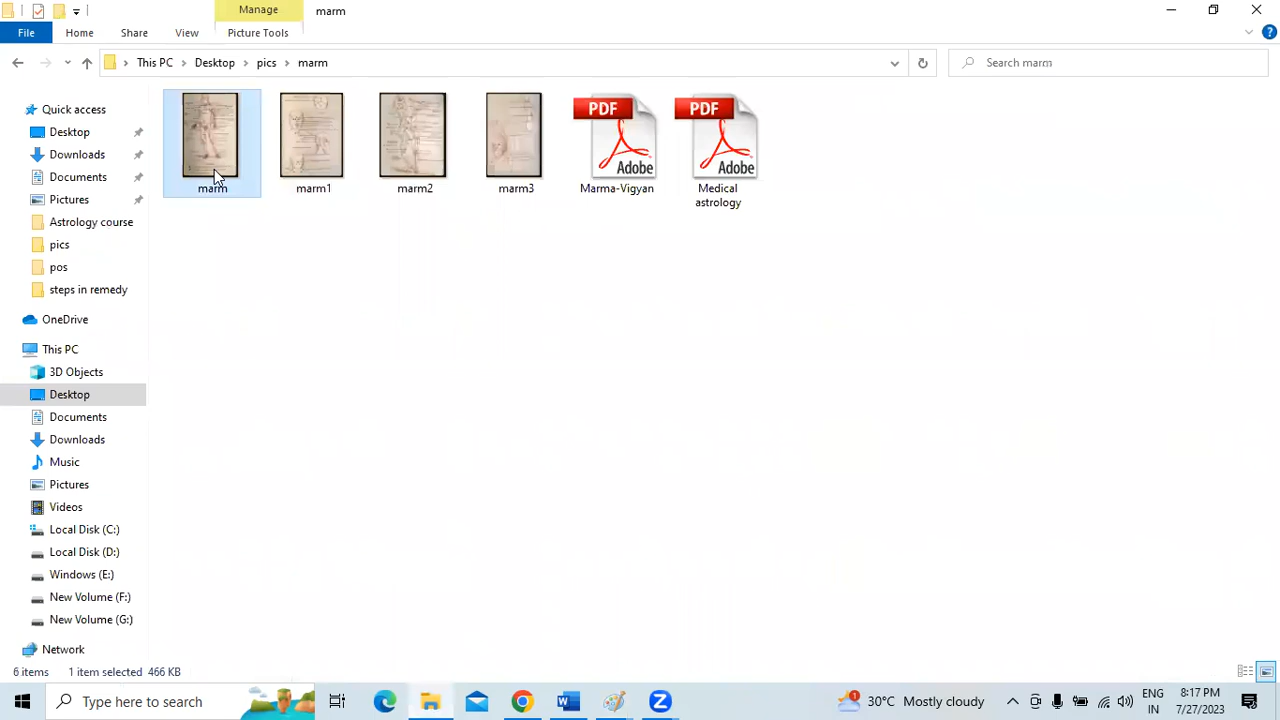 Manage
marm
File
Home
Share
View
Picture Tools
This PC
Desktop
pics
marm
Search marm
Quick access
Desktop
Downloads
Documents
Pictures
Astrology course
pics
pos
steps in remedy
OneDrive
This PC
3D Objects
Desktop
Documents
Downloads
Music
Pictures
Videos
Local Disk (C:)
Local Disk (D:)
Windows (E:)
New Volume (F:)
New Volume (G:)
Network
marm
marm1
marm2
marm3
PDF
Adobe
Marma-Vigyan
PDF
Adobe
Medical
astrology
6 items 1 item selected 466 KB
Type here to search
1
30°C Mostly cloudy
ENG
IN
8:17 PM
7/27/2023